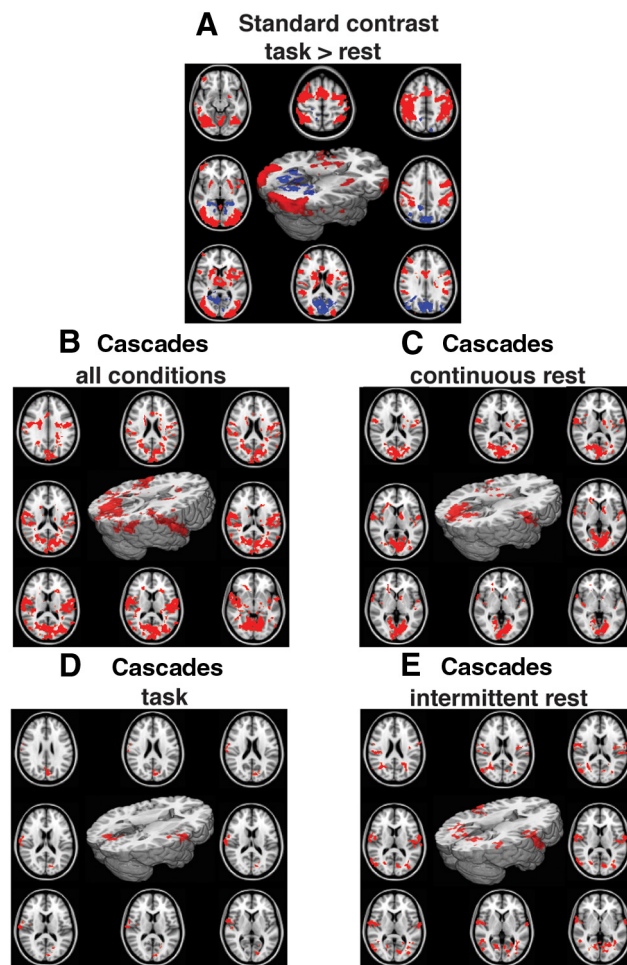 A Standard contrast
task > rest
B Cascades
all conditions
C Cascades
continuous rest
D Cascades
task
E Cascades
intermittent rest